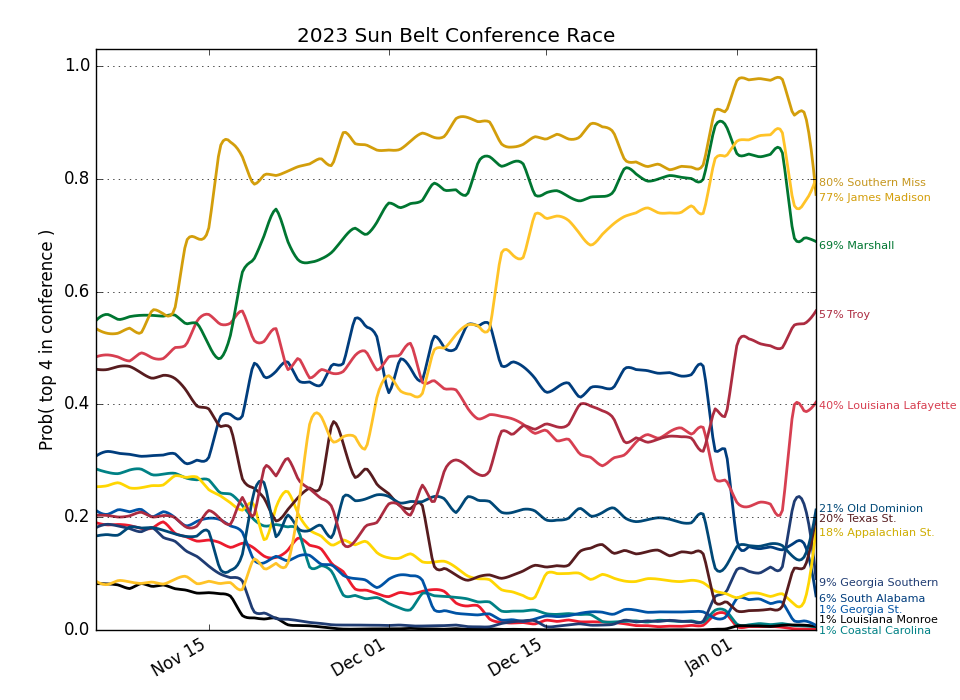 2023 Sun Belt Conference Race
Prob( top 4 in conference )
1.0
0.8
0.6
0.4
0.2
0.0
Nov 15
Dec 01
Dec 15
Jan 01
80% Southern Miss
77% James Madison
69% Marshall
57% Troy
40% Louisiana Lafayette
21% Old Dominion
20% Texas St.
18% Appalachian St.
9% Georgia Southern
6% South Alabama
1% Georgia St.
1% Louisiana Monroe
1% Coastal Carolina